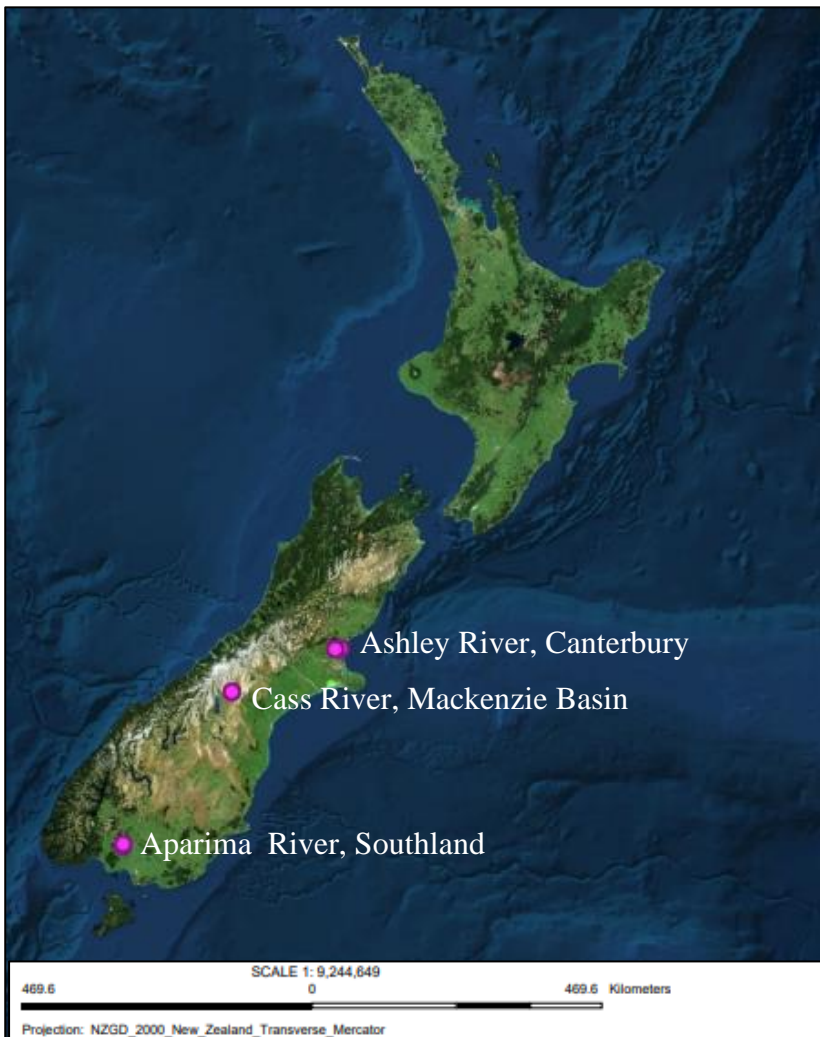 Ashley River, Canterbury
Cass River, Mackenzie Basin
Aparima River, Southland
SCALE 1: 9,244,649
469.6 0 469.6 Kilometers
Projection: NZGD_2000_New_Zealand_Transverse_Mercator